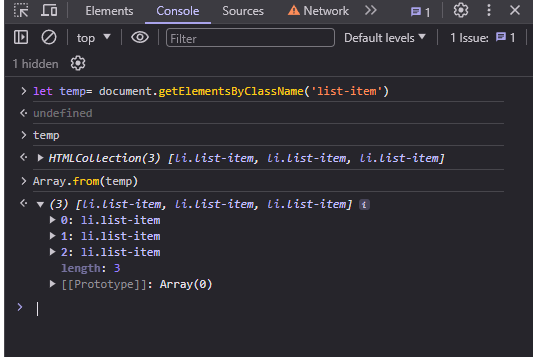 Elements Console Sources Network 1
top Filter Default levels 1 Issue: 1
1 hidden
let temp= document.getElementsByClassName('list-item')
undefined
temp
HTMLCollection(3) [li.list-item, li.list-item, li.list-item]
Array.from(temp)
(3) [li.list-item, li.list-item, li.list-item] i
0: li.list-item
1: li.list-item
2: li.list-item
length: 3
[[Prototype]]: Array(0)